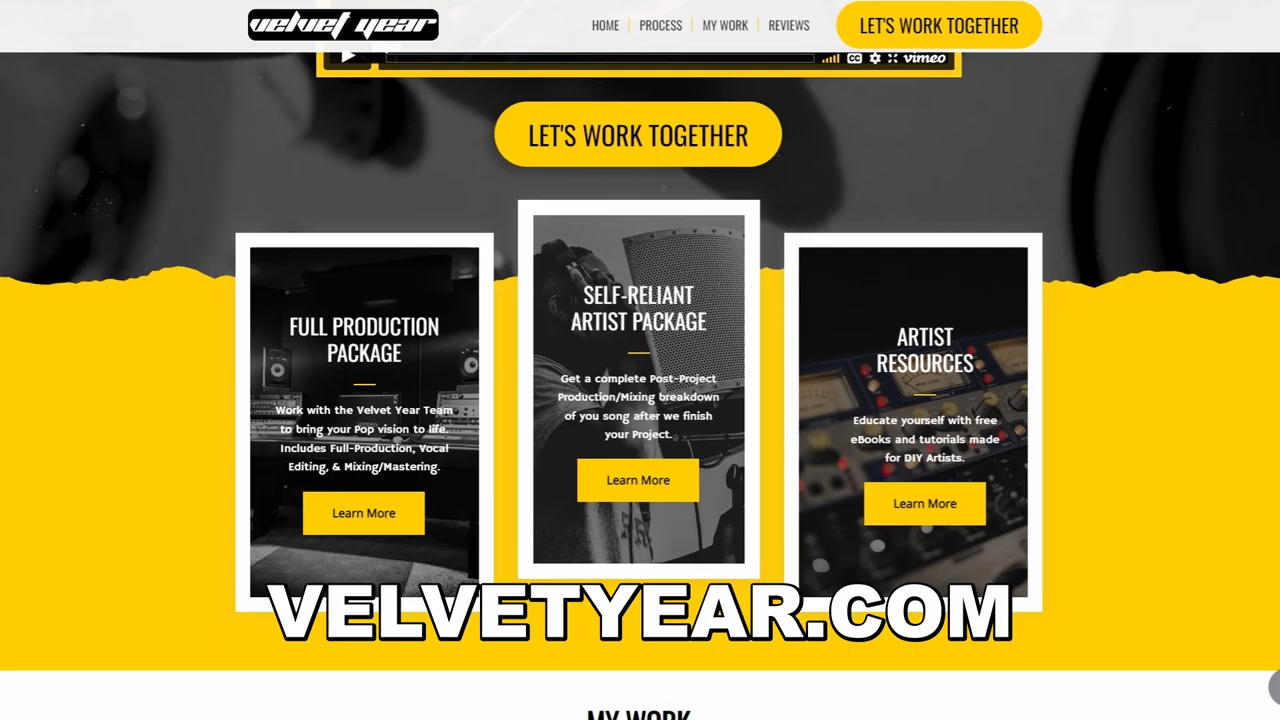 velvet year
HOME
PROCESS
MY WORK
REVIEWS
LET'S WORK TOGETHER
CC
vimeo
LET'S WORK TOGETHER
FULL PRODUCTION
PACKAGE
Work with the Velvet Year Team
to bring your Pop vision to life.
Includes Full-Production, Vocal
Editing, & Mixing/Mastering.
Learn More
SELF-RELIANT
ARTIST PACKAGE
Get a complete Post-Project
Production/Mixing breakdown
of you song after we finish
your Project.
Learn More
ARTIST
RESOURCES
Educate yourself with free
eBooks and tutorials made
for DIY Artists.
Learn More
VELVETYEAR.COM
MY WORK